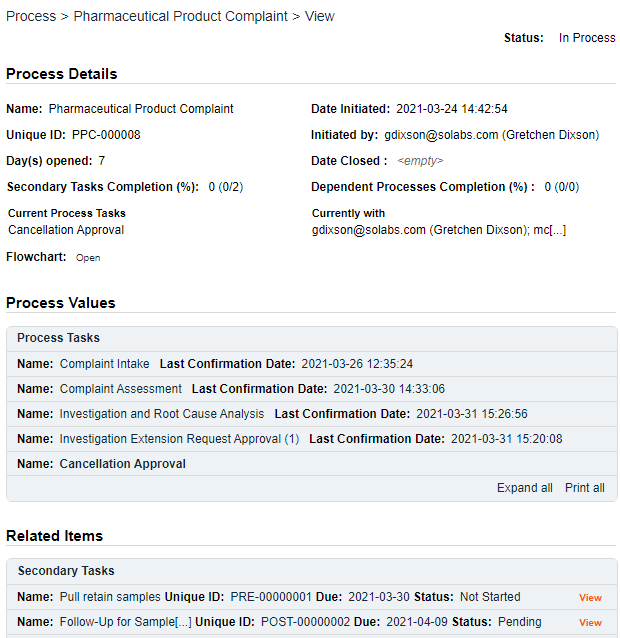 Process > Pharmaceutical Product Complaint > View
Status: In Process
Process Details
Name: Pharmaceutical Product Complaint Date Initiated: 2021-03-24 14:42:54
Unique ID: PPC-000008 Initiated by: gdixson@solabs.com (Gretchen Dixson)
Day(s) opened: 7 Date Closed : <empty>
Secondary Tasks Completion (%): 0 (0/2) Dependent Processes Completion (%) : 0 (0/0)
Current Process Tasks Currently with
Cancellation Approval gdixson@solabs.com (Gretchen Dixson); mc[...]
Flowchart: Open
Process Values
Process Tasks
Name: Complaint Intake Last Confirmation Date: 2021-03-26 12:35:24
Name: Complaint Assessment Last Confirmation Date: 2021-03-30 14:33:06
Name: Investigation and Root Cause Analysis Last Confirmation Date: 2021-03-31 15:26:56
Name: Investigation Extension Request Approval (1) Last Confirmation Date: 2021-03-31 15:20:08
Name: Cancellation Approval
Expand all Print all
Related Items
Secondary Tasks
Name: Pull retain samples Unique ID: PRE-00000001 Due: 2021-03-30 Status: Not Started View
Name: Follow-Up for Sample[...] Unique ID: POST-00000002 Due: 2021-04-09 Status: Pending View